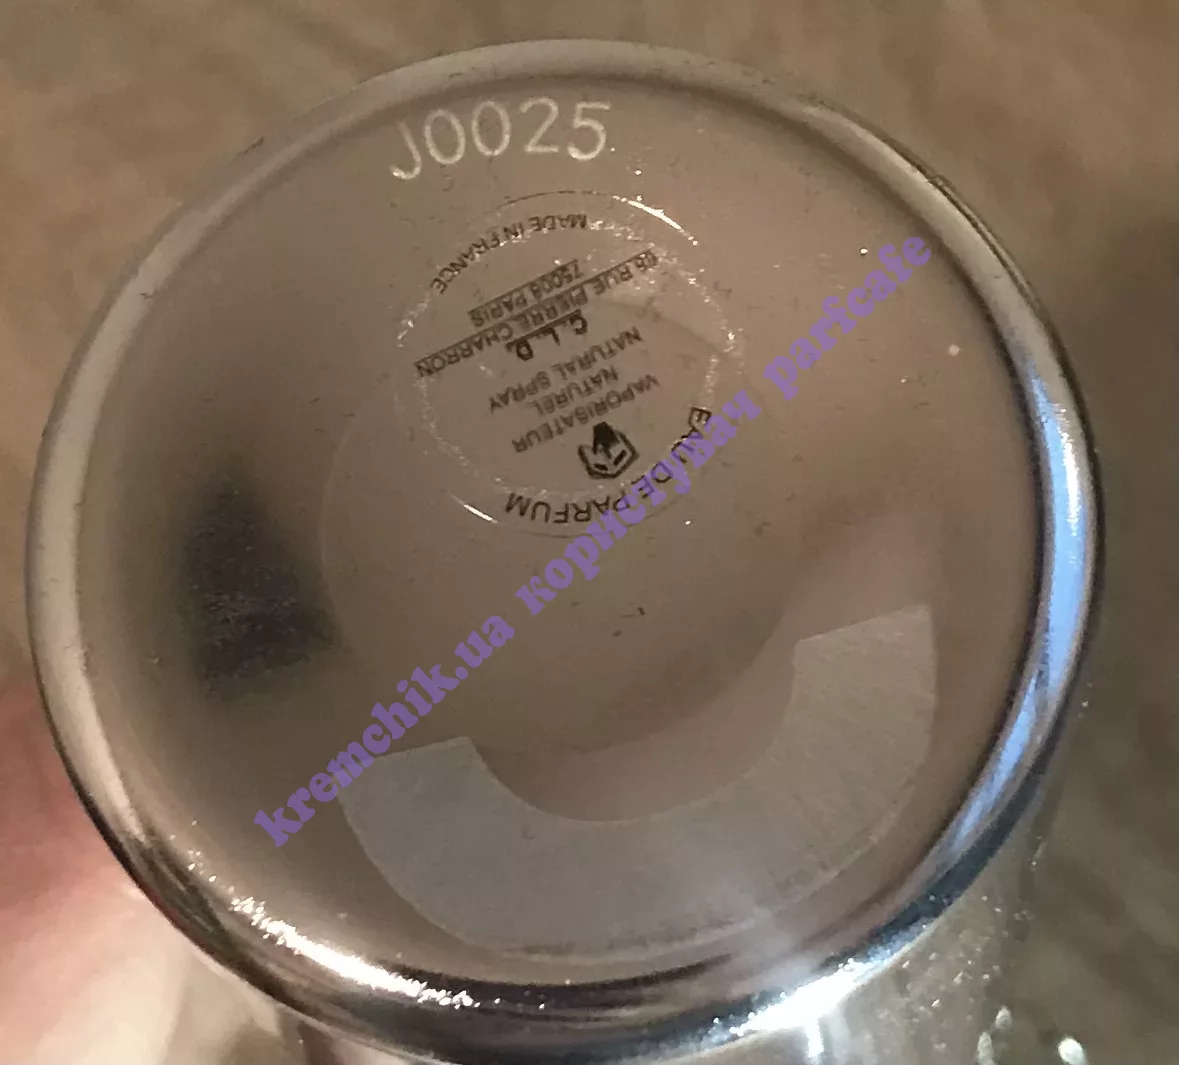 J0025
EAU DE PARFUM
VAPORISATEUR
NATUREL
NATURAL SPRAY
C. L. D.
66 RUE PIERRE CHARRON
75008 PARIS
MADE IN FRANCE
kremchik.ua користувач parfcafe